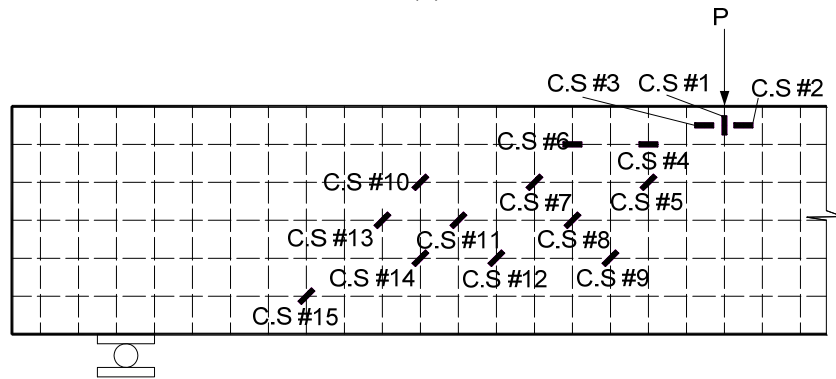 P
C.S #3 C.S #1 C.S #2
C.S #6
C.S #4
C.S #10
C.S #7 C.S #5
C.S #13 C.S #11 C.S #8
C.S #14 C.S #12 C.S #9
C.S #15